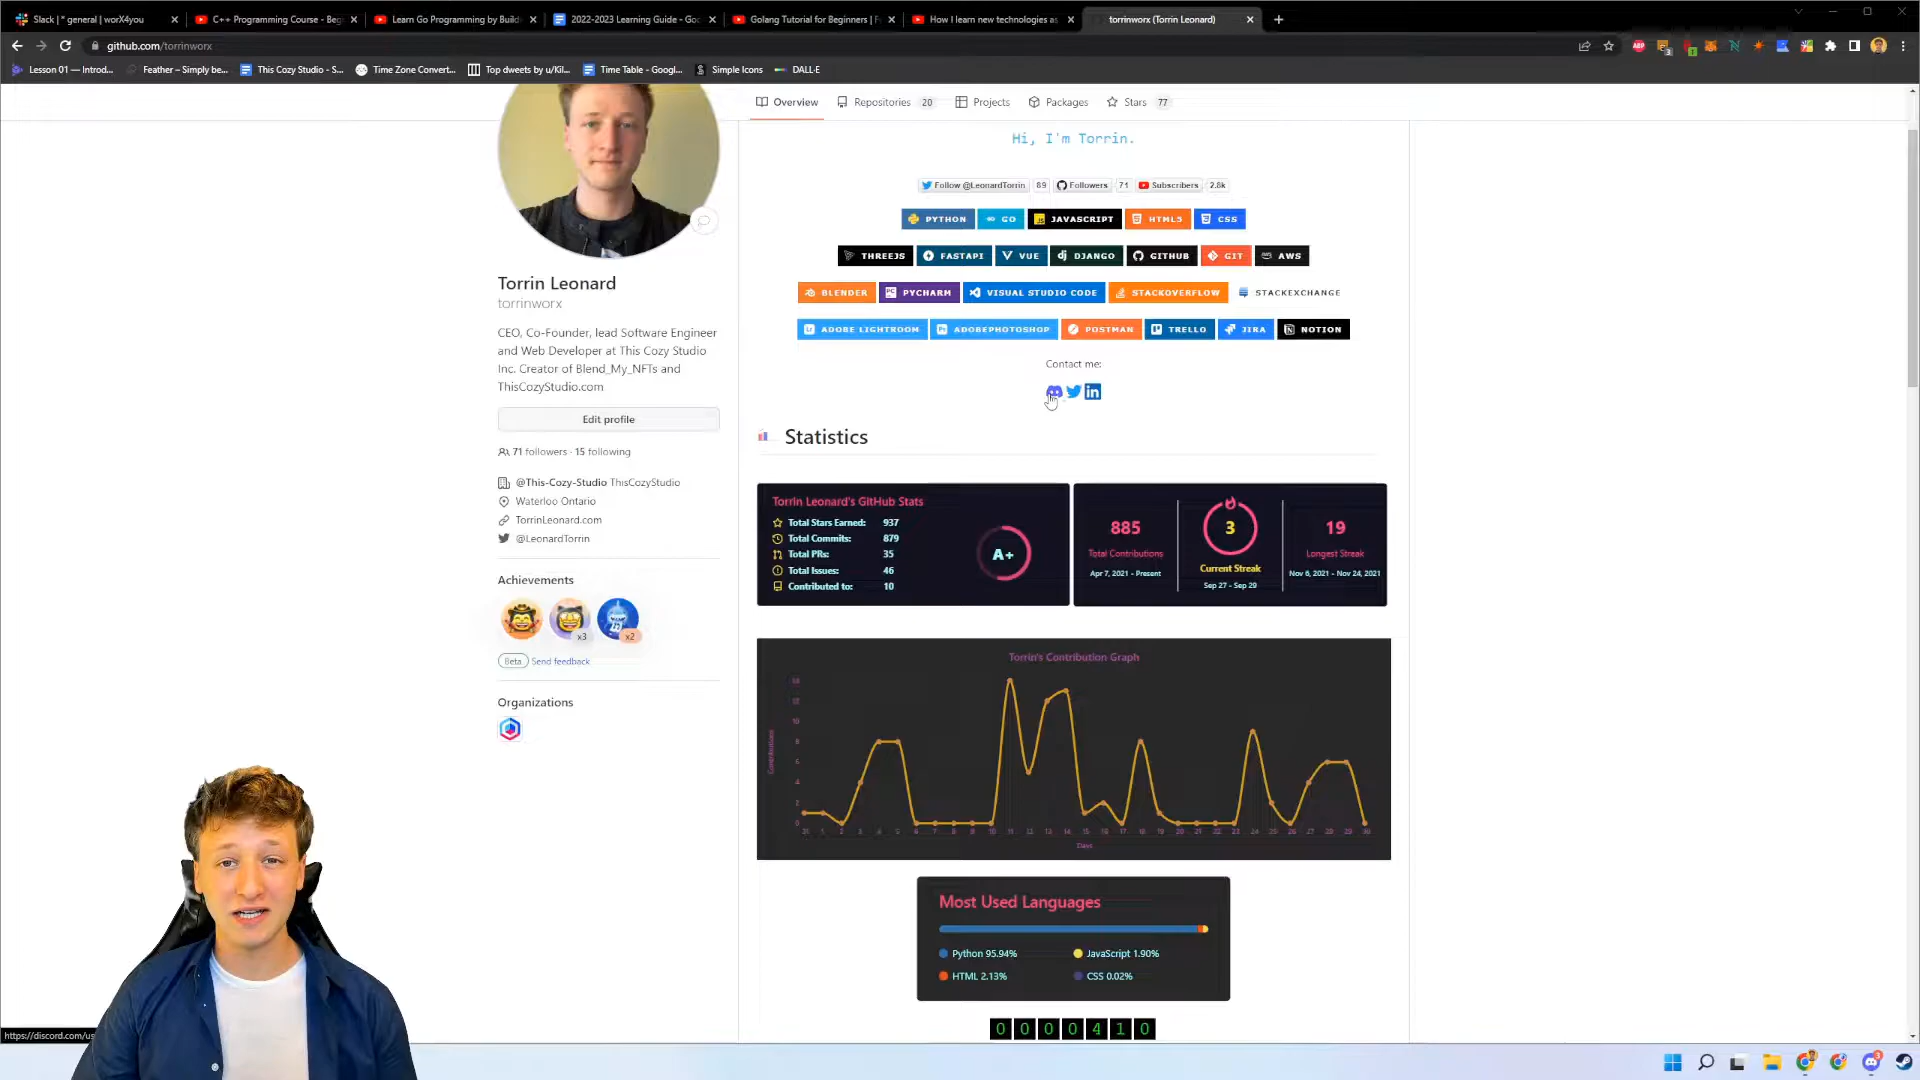 Slack | * general | worX4you
C++ Programming Course - Beg
Learn Go Programming by Build
2022-2023 Learning Guide - Goo
Golang Tutorial for Beginners | F
How I learn new technologies as
torrinworx (Torrin Leonard)
github.com/torrinworx
Lesson 01 — Introd...
Feather – Simply be...
This Cozy Studio - S...
Time Zone Convert...
Top tweets by u/Kil...
Time Table - Googl...
Simple Icons
DALL·E
Overview
Repositories 20
Projects
Packages
Stars 77
Hi, I'm Torrin.
Follow @LeonardTorrin 89 Followers 71 Subscribers 2.8k
PYTHON GO JAVASCRIPT HTML5 CSS
THREEJS FASTAPI VUE DJANGO GITHUB GIT AWS
BLENDER PYCHARM VISUAL STUDIO CODE STACKOVERFLOW STACKEXCHANGE
ADOBE LIGHTROOM ADOBEPHOTOSHOP POSTMAN TRELLO JIRA NOTION
Contact me:
Torrin Leonard
torrinworx
CEO, Co-Founder, lead Software Engineer
and Web Developer at This Cozy Studio
Inc. Creator of Blend_My_NFTs and
ThisCozyStudio.com
Edit profile
71 followers · 15 following
@This-Cozy-Studio ThisCozyStudio
Waterloo Ontario
TorrinLeonard.com
@LeonardTorrin
Achievements
x3
x2
Beta Send feedback
Organizations
Statistics
Torrin Leonard's GitHub Stats
Total Stars Earned: 937
Total Commits: 879
Total PRs: 35
Total Issues: 46
Contributed to: 10
A+
885
Total Contributions
Apr 7, 2021 - Present
3
Current Streak
Sep 27 - Sep 29
19
Longest Streak
Nov 6, 2021 - Nov 24, 2021
Torrin's Contribution Graph
Contributions
Days
Most Used Languages
Python 95.94%
JavaScript 1.90%
HTML 2.13%
CSS 0.02%
0 0 0 0 4 1 0
https://discord.com/us